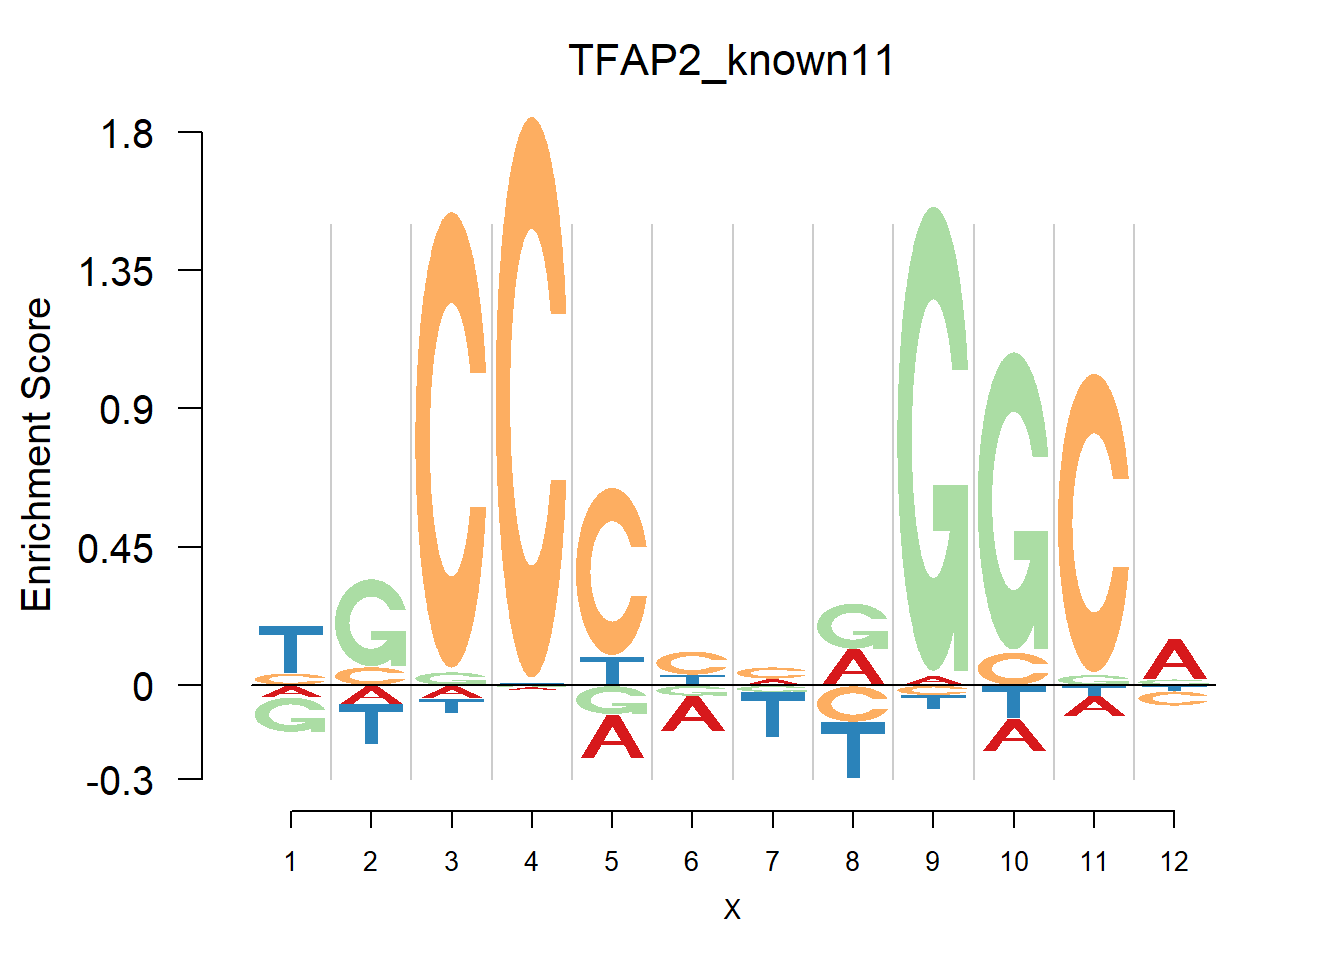 TFAP2_known11
Enrichment Score
1.8
1.35
0.9
0.45
0
-0.3
T C A G
G C A T
C G A T
C G A
C T G A
C T G A
C A G T
G A C T
G A C T
G C T A
C G T A
A G T C
1 2 3 4 5 6 7 8 9 10 11 12
X